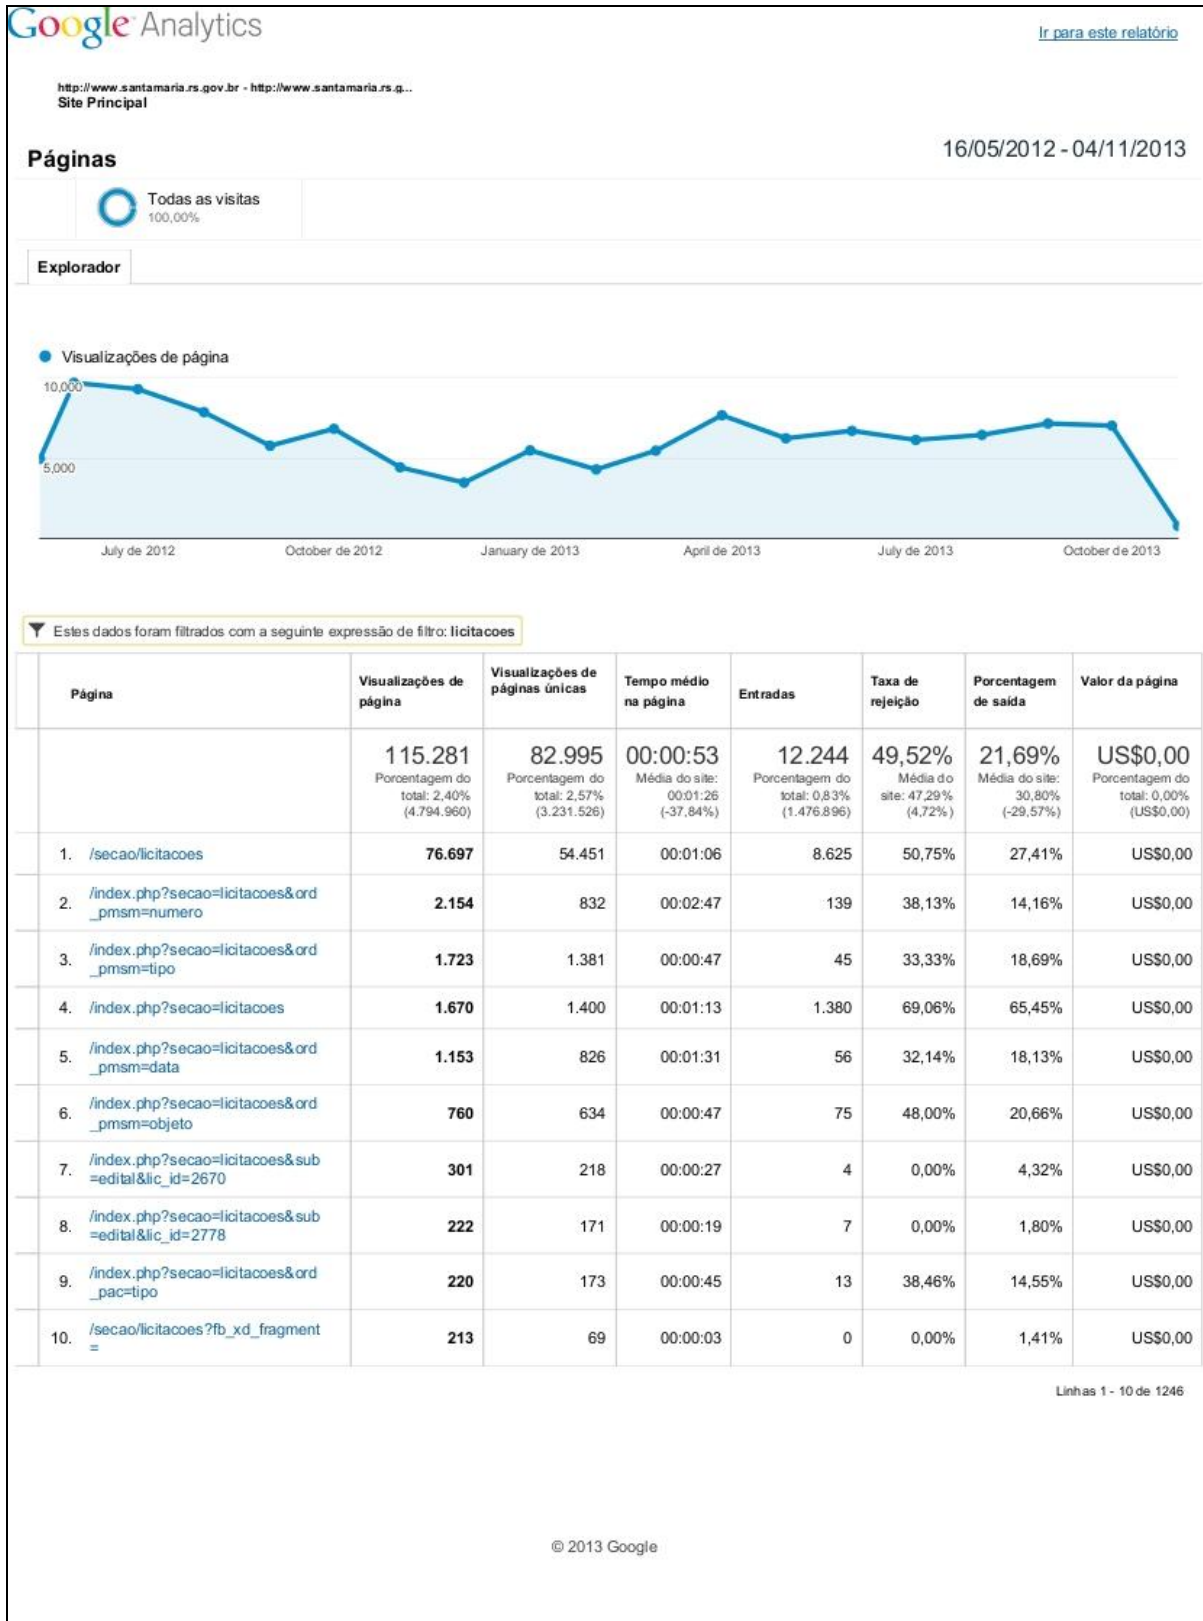 Google Analytics
Ir para este relatório
http://www.santamaria.rs.gov.br - http://www.santamaria.rs.g...
Site Principal
Páginas
16/05/2012 - 04/11/2013
Todas as visitas
100,00%
Explorador
Visualizações de página
10,000
5,000
July de 2012 October de 2012 January de 2013 April de 2013 July de 2013 October de 2013
Estes dados foram filtrados com a seguinte expressão de filtro: licitacoes
Página Visualizações de página Visualizações de páginas únicas Tempo médio na página Entradas Taxa de rejeição Porcentagem de saída Valor da página
115.281 82.995 00:00:53 12.244 49,52% 21,69% US$0,00
Porcentagem do Porcentagem do Média do site: Porcentagem do Média do Média do site: Porcentagem do
total: 2,40% total: 2,57% 00:01:26 total: 0,83% site: 47,29% 30,80% total: 0,00%
(4.794.960) (3.231.526) (-37,84%) (1.476.896) (4,72%) (-29,57%) (US$0,00)
1. /secao/licitacoes 76.697 54.451 00:01:06 8.625 50,75% 27,41% US$0,00
2. /index.php?secao=licitacoes&ord
_pmsm=numero 2.154 832 00:02:47 139 38,13% 14,16% US$0,00
3. /index.php?secao=licitacoes&ord
_pmsm=tipo 1.723 1.381 00:00:47 45 33,33% 18,69% US$0,00
4. /index.php?secao=licitacoes 1.670 1.400 00:01:13 1.380 69,06% 65,45% US$0,00
5. /index.php?secao=licitacoes&ord
_pmsm=data 1.153 826 00:01:31 56 32,14% 18,13% US$0,00
6. /index.php?secao=licitacoes&ord
_pmsm=objeto 760 634 00:00:47 75 48,00% 20,66% US$0,00
7. /index.php?secao=licitacoes&sub
=edital&lic_id=2670 301 218 00:00:27 4 0,00% 4,32% US$0,00
8. /index.php?secao=licitacoes&sub
=edital&lic_id=2778 222 171 00:00:19 7 0,00% 1,80% US$0,00
9. /index.php?secao=licitacoes&ord
_pac=tipo 220 173 00:00:45 13 38,46% 14,55% US$0,00
10. /secao/licitacoes?fb_xd_fragment
= 213 69 00:00:03 0 0,00% 1,41% US$0,00
Linhas 1 - 10 de 1246
© 2013 Google